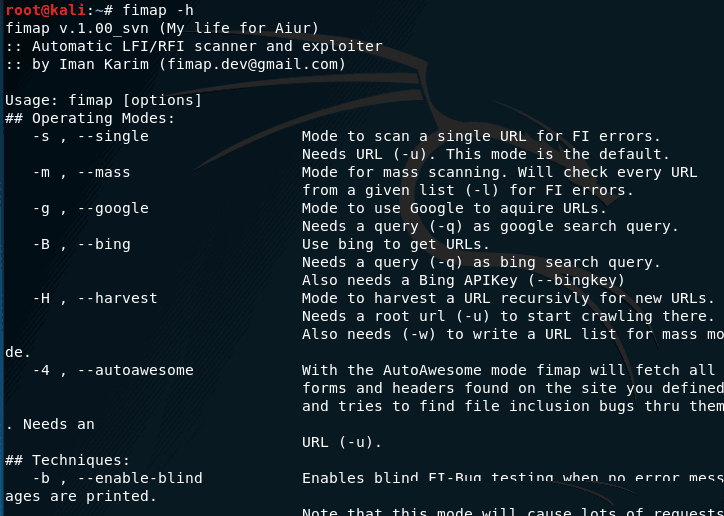 root@kali:~# fimap -h
fimap v.1.00_svn (My life for Aiur)
:: Automatic LFI/RFI scanner and exploiter
:: by Iman Karim (fimap.dev@gmail.com)

Usage: fimap [options]
## Operating Modes:
   -s , --single                 Mode to scan a single URL for FI errors.
                                 Needs URL (-u). This mode is the default.
   -m , --mass                   Mode for mass scanning. Will check every URL
                                 from a given list (-l) for FI errors.
   -g , --google                 Mode to use Google to aquire URLs.
                                 Needs a query (-q) as google search query.
   -B , --bing                   Use bing to get URLs.
                                 Needs a query (-q) as bing search query.
                                 Also needs a Bing APIKey (--bingkey)
   -H , --harvest                Mode to harvest a URL recursivly for new URLs.
                                 Needs a root url (-u) to start crawling there.
                                 Also needs (-w) to write a URL list for mass mo
de.
   -4 , --autoawesome            With the AutoAwesome mode fimap will fetch all
                                 forms and headers found on the site you defined
                                 and tries to find file inclusion bugs thru them
. Needs an
                                 URL (-u).
## Techniques:
   -b , --enable-blind           Enables blind FI-Bug testing when no error mess
ages are printed.
                                 Note that this mode will cause lots of requests